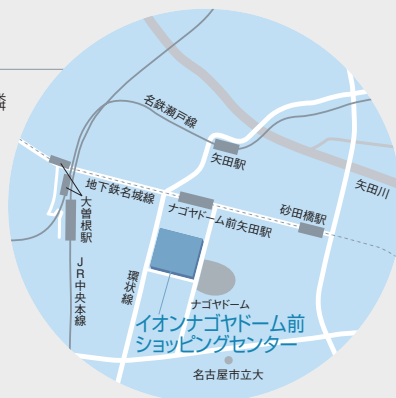 名鉄瀬戸線
矢田駅
矢田川
地下鉄名城線
大曽根駅
ナゴヤドーム前矢田駅
砂田橋駅
JR中央本線
環状線
ナゴヤドーム
イオンナゴヤドーム前
ショッピングセンター
名古屋市立大